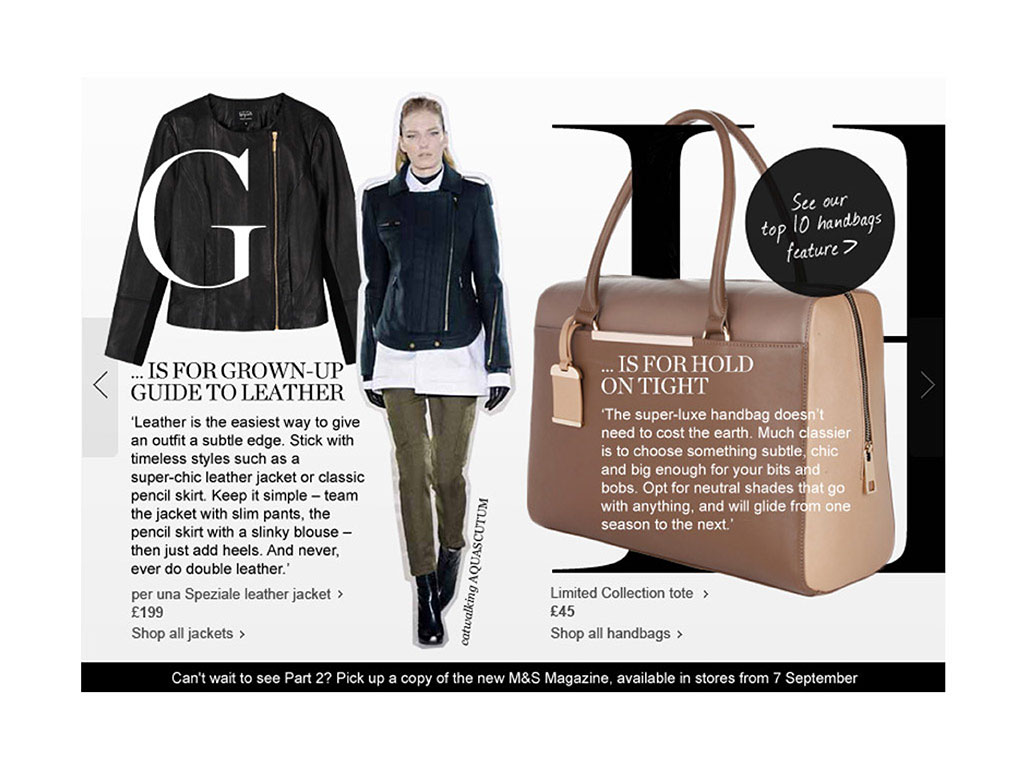 G
... IS FOR GROWN-UP
GUIDE TO LEATHER
‘Leather is the easiest way to give
an outfit a subtle edge. Stick with
timeless styles such as a
super-chic leather jacket or classic
pencil skirt. Keep it simple – team
the jacket with slim pants, the
pencil skirt with a slinky blouse –
then just add heels. And never,
ever do double leather.’
per una Speziale leather jacket >
£199
Shop all jackets >
catwalking AQUASCUTUM
H
See our
top 10 handbags
feature >
... IS FOR HOLD
ON TIGHT
‘The super-luxe handbag doesn’t
need to cost the earth. Much classier
is to choose something subtle, chic
and big enough for your bits and
bobs. Opt for neutral shades that go
with anything, and will glide from one
season to the next.’
Limited Collection tote >
£45
Shop all handbags >
Can't wait to see Part 2? Pick up a copy of the new M&S Magazine, available in stores from 7 September